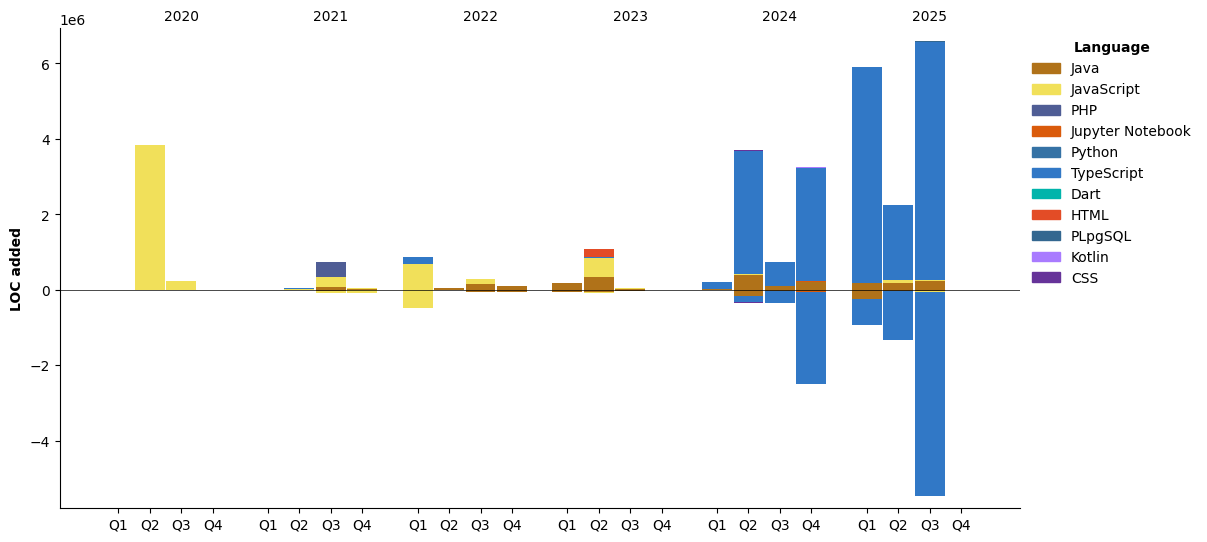 1e6
2020 2021 2022 2023 2024 2025
LOC added
6
4
2
0
−2
−4
Q1 Q2 Q3 Q4 Q1 Q2 Q3 Q4 Q1 Q2 Q3 Q4 Q1 Q2 Q3 Q4 Q1 Q2 Q3 Q4 Q1 Q2 Q3 Q4
Language
Java
JavaScript
PHP
Jupyter Notebook
Python
TypeScript
Dart
HTML
PLpgSQL
Kotlin
CSS